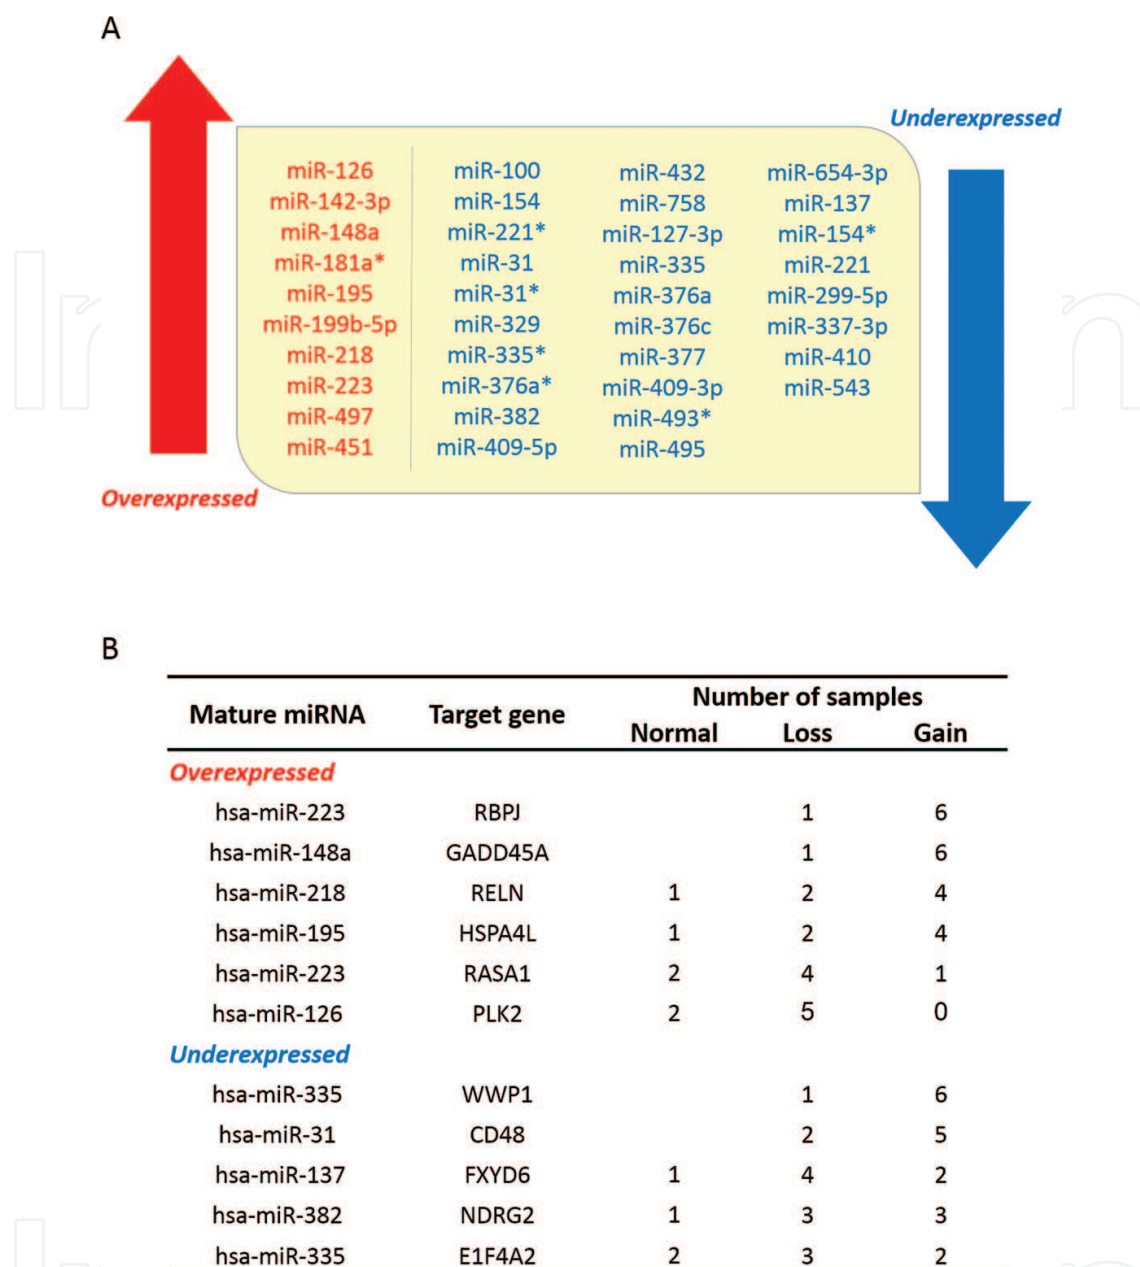 A
Underexpressed
miR-126 miR-100 miR-432 miR-654-3p
miR-142-3p miR-154 miR-758 miR-137
miR-148a miR-221* miR-127-3p miR-154*
miR-181a* miR-31 miR-335 miR-221
miR-195 miR-31* miR-376a miR-299-5p
miR-199b-5p miR-329 miR-376c miR-337-3p
miR-218 miR-335* miR-377 miR-410
miR-223 miR-376a* miR-409-3p miR-543
miR-497 miR-382 miR-493*
miR-451 miR-409-5p miR-495
Overexpressed
B
Number of samples
Mature miRNA Target gene
Normal Loss Gain
Overexpressed
hsa-miR-223 RBPJ 1 6
hsa-miR-148a GADD45A 1 6
hsa-miR-218 RELN 1 2 4
hsa-miR-195 HSPA4L 1 2 4
hsa-miR-223 RASA1 2 4 1
hsa-miR-126 PLK2 2 5 0
Underexpressed
hsa-miR-335 WWP1 1 6
hsa-miR-31 CD48 2 5
hsa-miR-137 FXYD6 1 4 2
hsa-miR-382 NDRG2 1 3 3
hsa-miR-335 E1F4A2 2 3 2